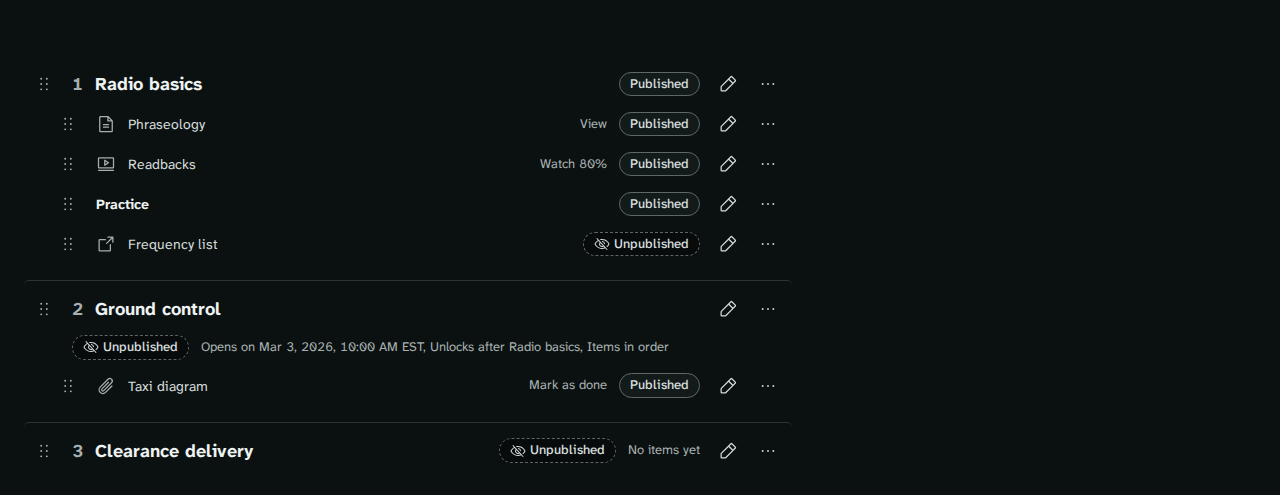 1 Radio basics Published
Phraseology View Published
Readbacks Watch 80% Published
Practice Published
Frequency list Unpublished
2 Ground control
Unpublished Opens on Mar 3, 2026, 10:00 AM EST, Unlocks after Radio basics, Items in order
Taxi diagram Mark as done Published
3 Clearance delivery Unpublished No items yet